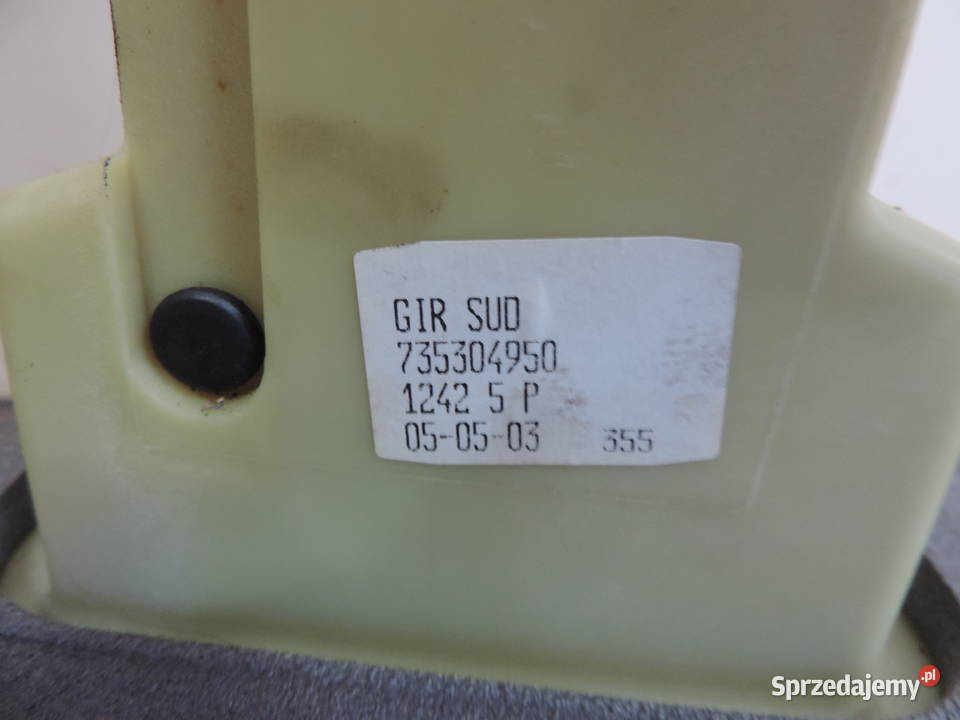 GIR SUD
735304950
1242 5 P
05-05-03 355
Sprzedajemy.pl